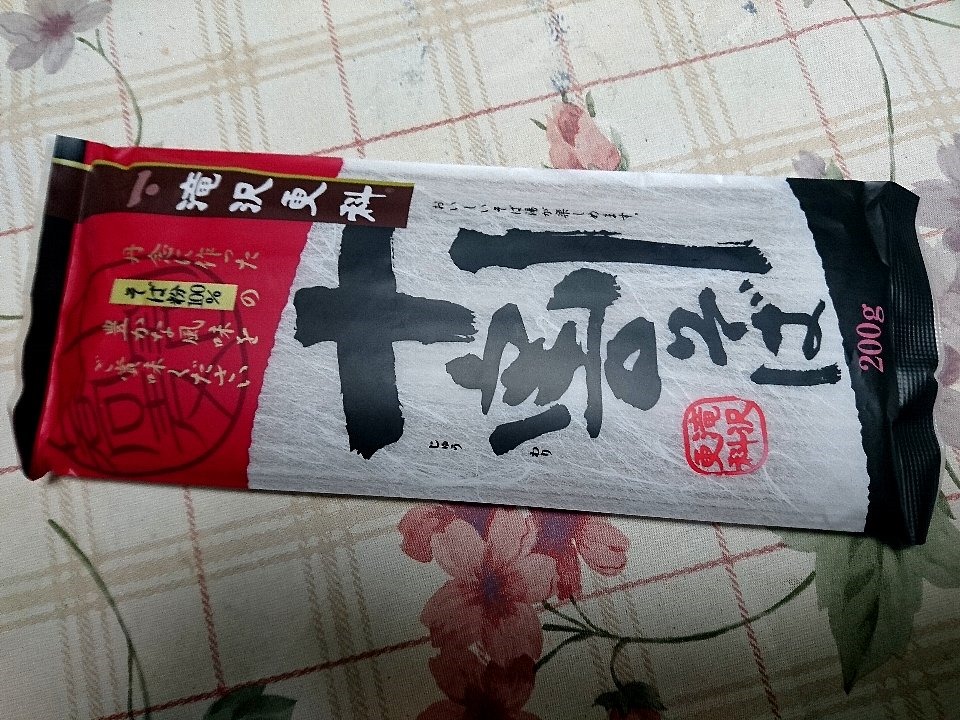 滝沢更科
おいしいそば湯が楽しめます。
十割そば
じゅう わり
丹念に作った
そば粉100%の
豊かな風味を
ご賞味ください
滝沢
更科
200g